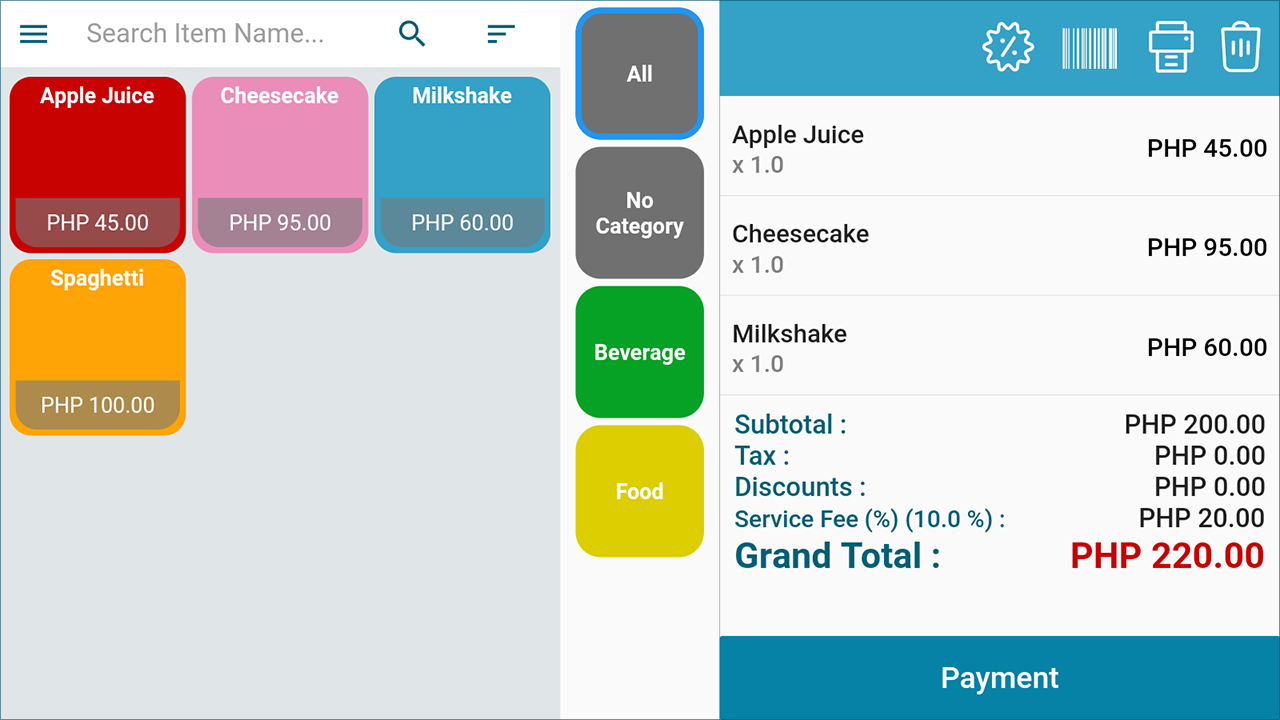 Search Item Name...
Apple Juice
PHP 45.00
Cheesecake
PHP 95.00
Milkshake
PHP 60.00
Spaghetti
PHP 100.00
All
No
Category
Beverage
Food
Apple Juice
x 1.0
PHP 45.00
Cheesecake
x 1.0
PHP 95.00
Milkshake
x 1.0
PHP 60.00
Subtotal : PHP 200.00
Tax : PHP 0.00
Discounts : PHP 0.00
Service Fee (%) (10.0 %) : PHP 20.00
Grand Total : PHP 220.00
Payment